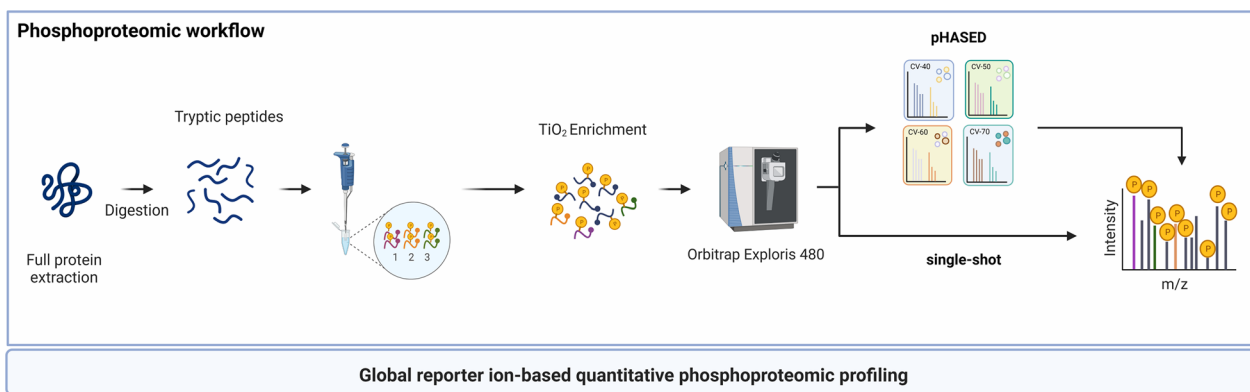 Phosphoproteomic workflow
Full protein
extraction
Digestion
Tryptic peptides
1 2 3
TiO2 Enrichment
P P P P P P P P
Orbitrap Exploris 480
pHASED
CV-40
CV-50
CV-60
CV-70
single-shot
Intensity
P P P P P P P P P
m/z
Global reporter ion-based quantitative phosphoproteomic profiling